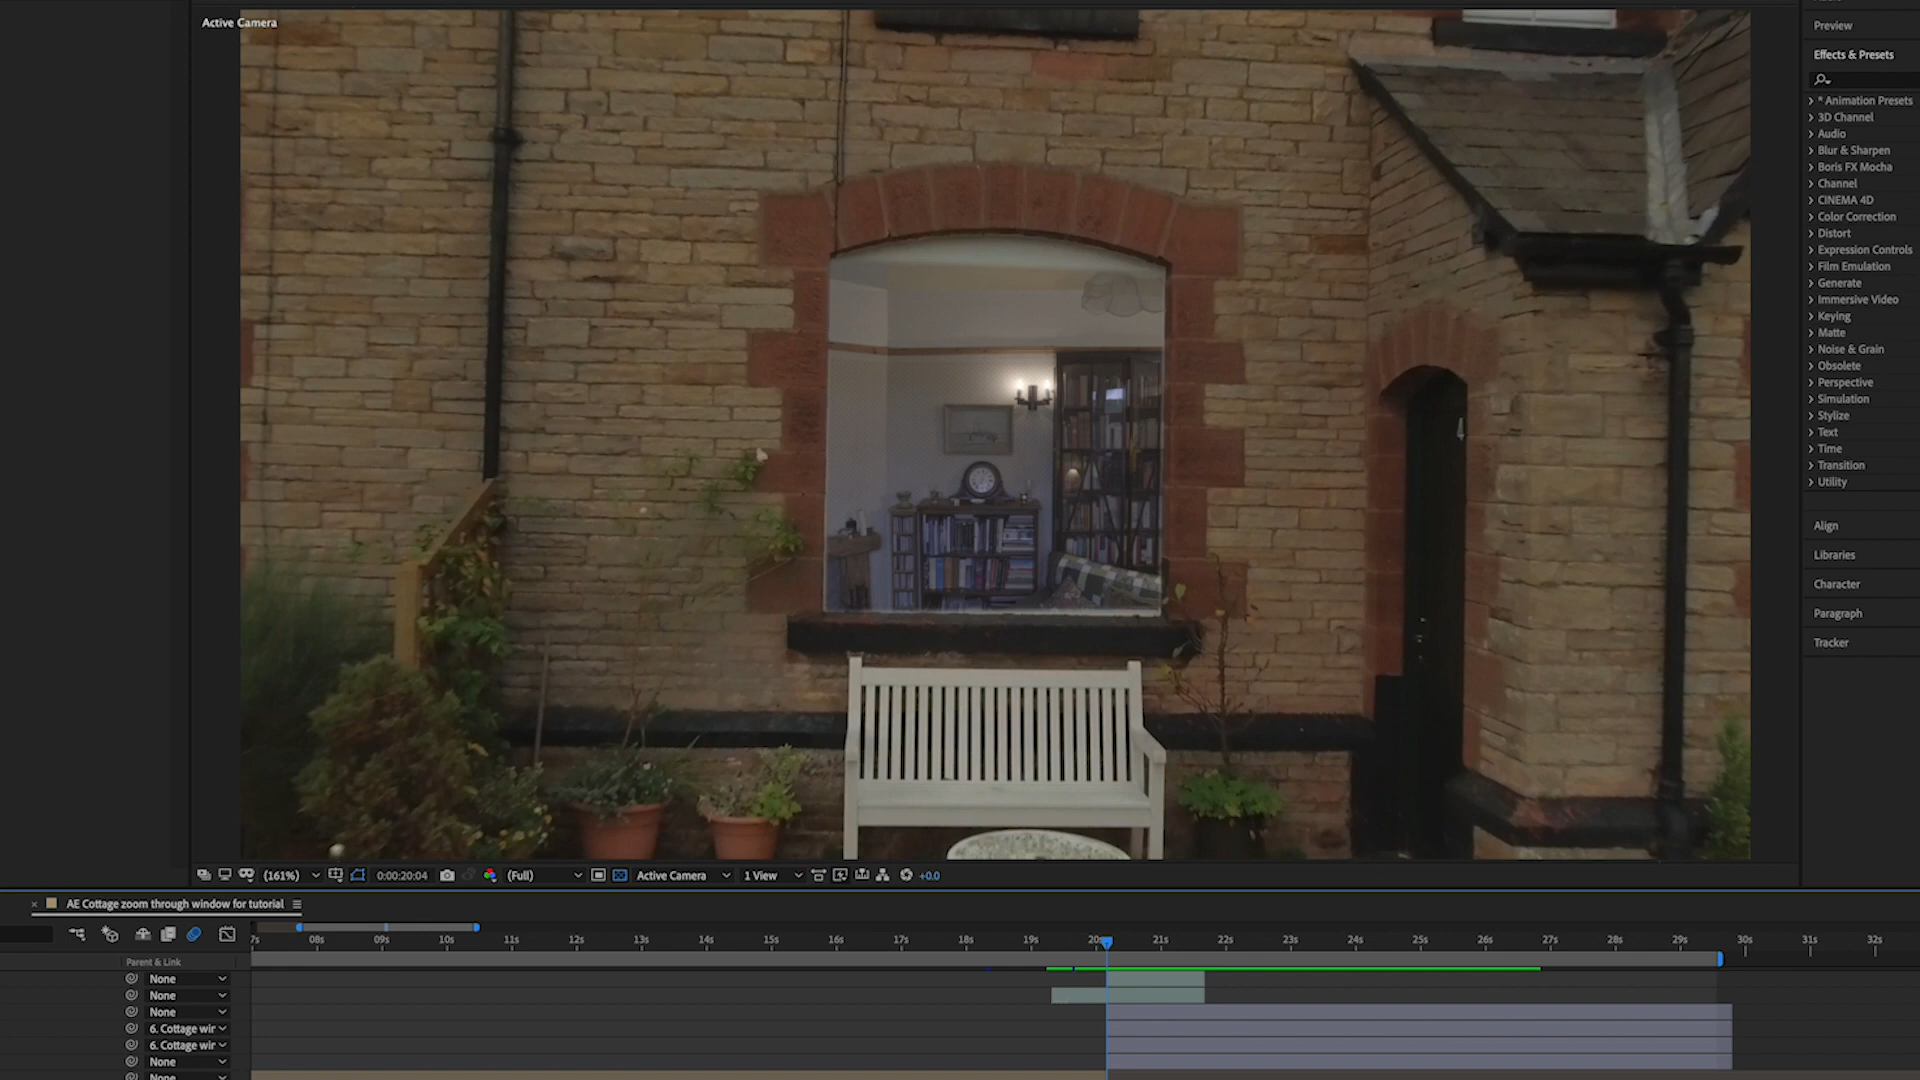 Active Camera
Preview
Effects & Presets
* Animation Presets
3D Channel
Audio
Blur & Sharpen
Boris FX Mocha
Channel
CINEMA 4D
Color Correction
Distort
Expression Controls
Film Emulation
Generate
Immersive Video
Keying
Matte
Noise & Grain
Obsolete
Perspective
Simulation
Stylize
Text
Time
Transition
Utility
Align
Libraries
Character
Paragraph
Tracker
4
(161%) 0:00:20:04 (Full) Active Camera 1 View +0.0
AE Cottage zoom through window for tutorial
7s 08s 09s 10s 11s 12s 13s 14s 15s 16s 17s 18s 19s 20s 21s 22s 23s 24s 25s 26s 27s 28s 29s 30s 31s 32s
Parent & Link
None
None
None
6. Cottage wir
6. Cottage wir
None
None